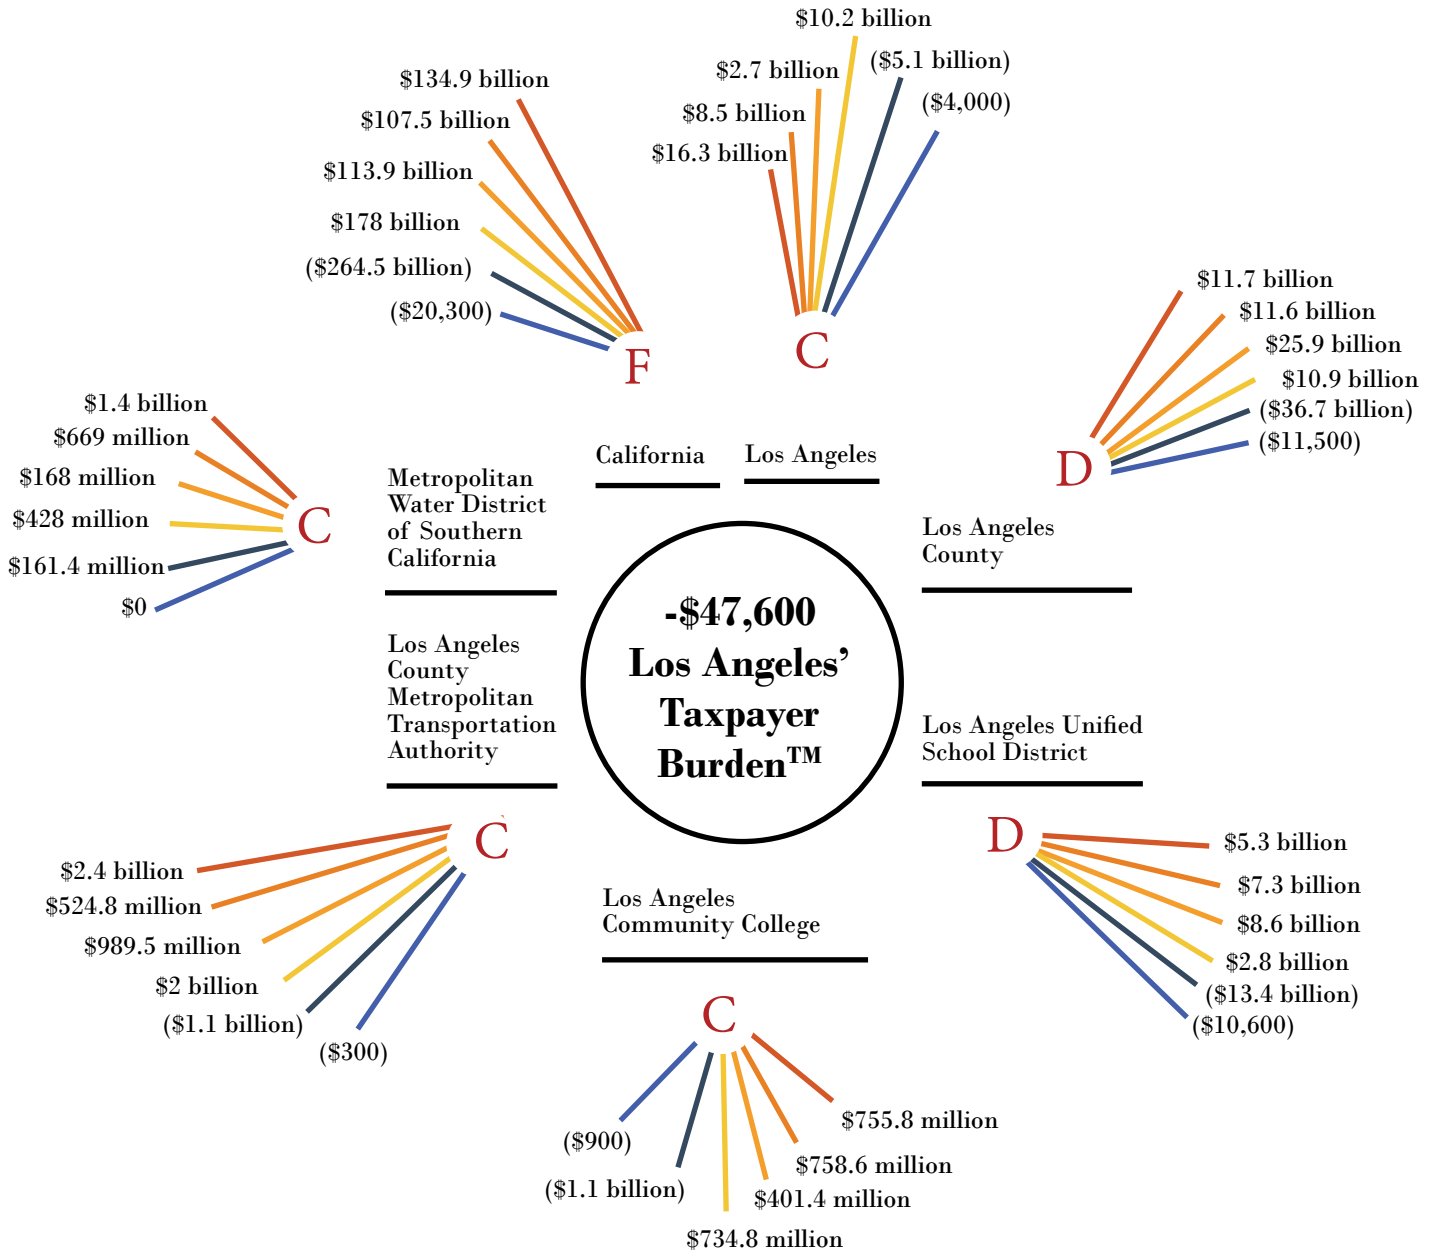 $10.2 billion
($5.1 billion)
$2.7 billion
($4,000)
$8.5 billion
$16.3 billion
C
$134.9 billion
$107.5 billion
$113.9 billion
$178 billion
($264.5 billion)
($20,300)
F
$11.7 billion
$11.6 billion
$25.9 billion
$10.9 billion
($36.7 billion)
($11,500)
D
$1.4 billion
$669 million
$168 million
$428 million
$161.4 million
$0
C
Metropolitan
Water District
of Southern
California
California
Los Angeles
Los Angeles
County
-$47,600
Los Angeles’
Taxpayer
Burden™
Los Angeles
County
Metropolitan
Transportation
Authority
Los Angeles Unified
School District
C
$2.4 billion
$524.8 million
$989.5 million
$2 billion
($1.1 billion)
($300)
D
$5.3 billion
$7.3 billion
$8.6 billion
$2.8 billion
($13.4 billion)
($10,600)
Los Angeles
Community College
C
$755.8 million
$758.6 million
$401.4 million
$734.8 million
($1.1 billion)
($900)